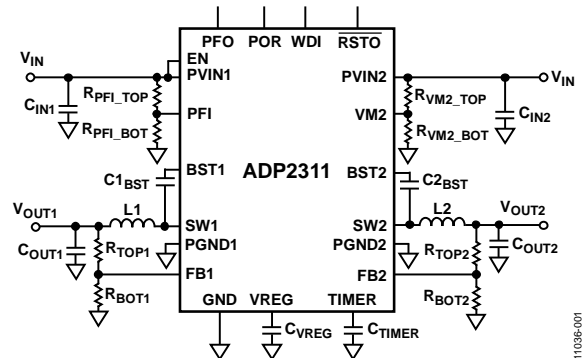 PFO POR WDI RSTO
VIN EN VIN
PVIN1 PVIN2
CIN1 RPFI_TOP RVM2_TOP CIN2
PFI VM2
RPFI_BOT RVM2_BOT
BST1 ADP2311 BST2
C1BST C2BST
VOUT1 L1 SW1 SW2 L2 VOUT2
COUT1 RTOP1 PGND1 PGND2 RTOP2 COUT2
FB1 FB2
RBOT1 RBOT2
GND VREG TIMER
CVREG CTIMER
11036-001